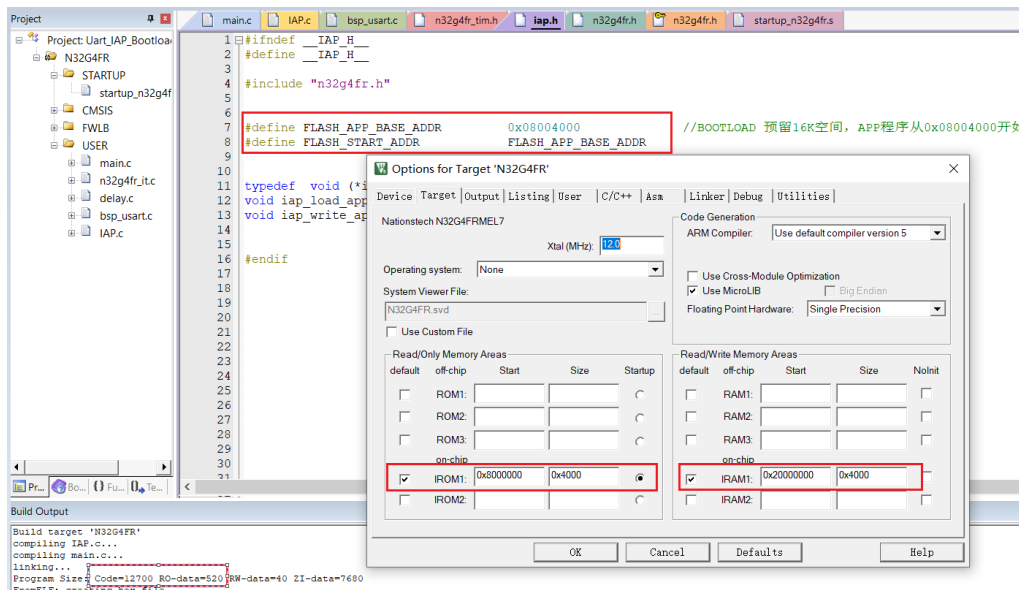 Project
Project: Uart_IAP_Bootloa
N32G4FR
STARTUP
startup_n32g4f
CMSIS
FWLB
USER
main.c
n32g4fr_it.c
delay.c
bsp_usart.c
IAP.c
Pr...
Bo...
{} Fu...
Te...
main.c
IAP.c
bsp_usart.c
n32g4fr_tim.h
iap.h
n32g4fr.h
n32g4fr.h
startup_n32g4fr.s
1 #ifndef __IAP_H__
2 #define __IAP_H__
3
4 #include "n32g4fr.h"
5
6
7 #define FLASH_APP_BASE_ADDR 0x08004000 //BOOTLOAD 预留16K空间，APP程序从0x08004000开始
8 #define FLASH_START_ADDR FLASH_APP_BASE_ADDR
9
10
11 typedef void (*i
12 void iap_load_app
13 void iap_write_ap
14
15
16 #endif
17
18
19
20
21
22
23
24
25
26
27
28
29
30
31
Options for Target 'N32G4FR'
Device Target Output Listing User C/C++ Asm Linker Debug Utilities
Nationstech N32G4FRMEL7
Xtal (MHz): 12.0
Operating system: None
System Viewer File:
N32G4FR.svd
...
Use Custom File
Code Generation
ARM Compiler: Use default compiler version 5
Use Cross-Module Optimization
Use MicroLIB Big Endian
Floating Point Hardware: Single Precision
Read/Only Memory Areas
default off-chip Start Size Startup
ROM1:
ROM2:
ROM3:
on-chip
IROM1: 0x8000000 0x4000
IROM2:
Read/Write Memory Areas
default off-chip Start Size NoInit
RAM1:
RAM2:
RAM3:
on-chip
IRAM1: 0x20000000 0x4000
IRAM2:
OK Cancel Defaults Help
Build Output
Build target 'N32G4FR'
compiling IAP.c...
compiling main.c...
linking...
Program Size: Code=12700 RO-data=520 RW-data=40 ZI-data=7680
FromELF: creating hex file